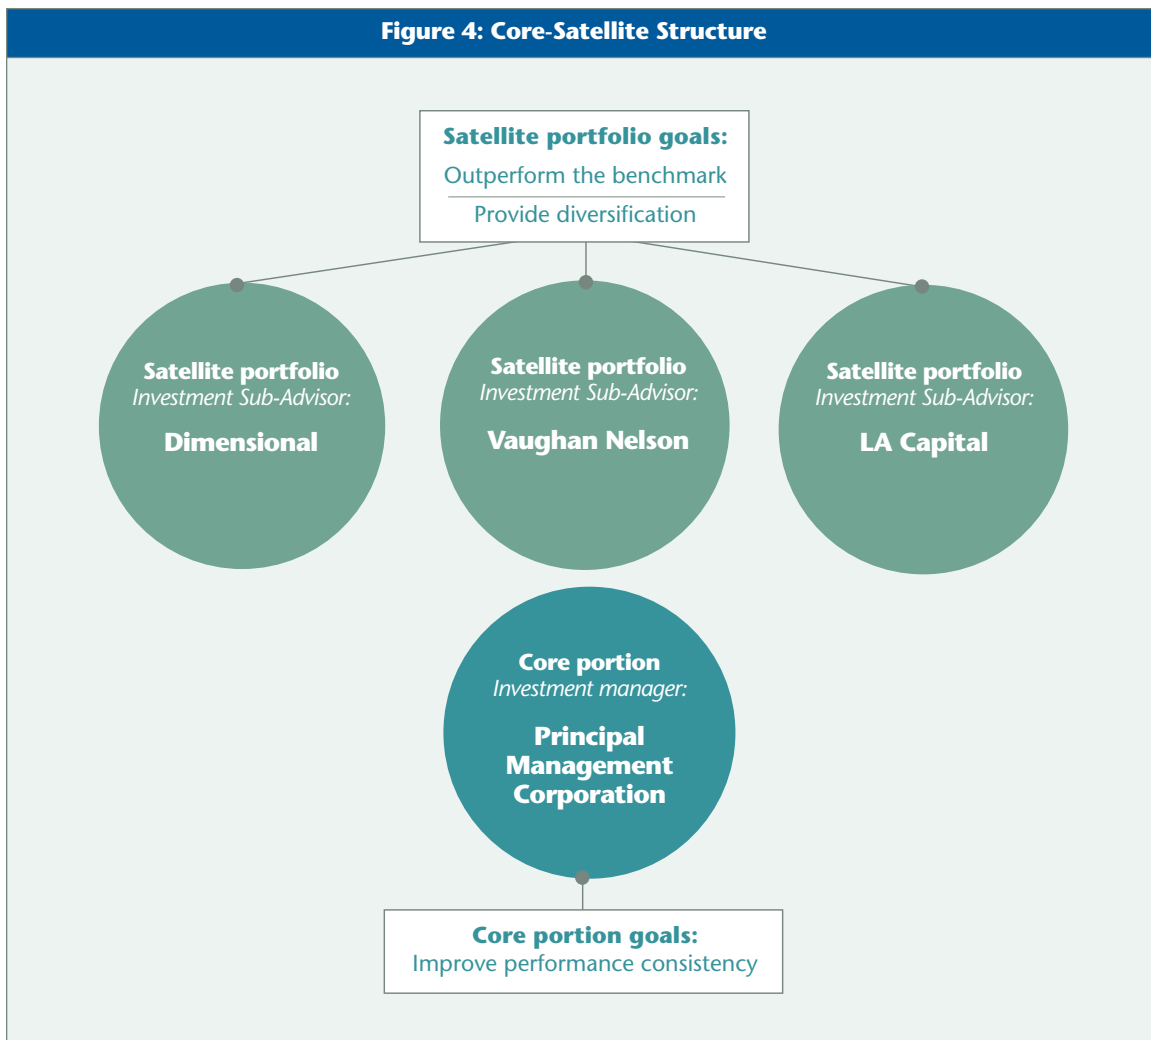 Figure 4: Core-Satellite Structure
Satellite portfolio goals:
Outperform the benchmark
Provide diversification
Satellite portfolio
Investment Sub-Advisor:
Dimensional
Satellite portfolio
Investment Sub-Advisor:
Vaughan Nelson
Satellite portfolio
Investment Sub-Advisor:
LA Capital
Core portion
Investment manager:
Principal
Management
Corporation
Core portion goals:
Improve performance consistency